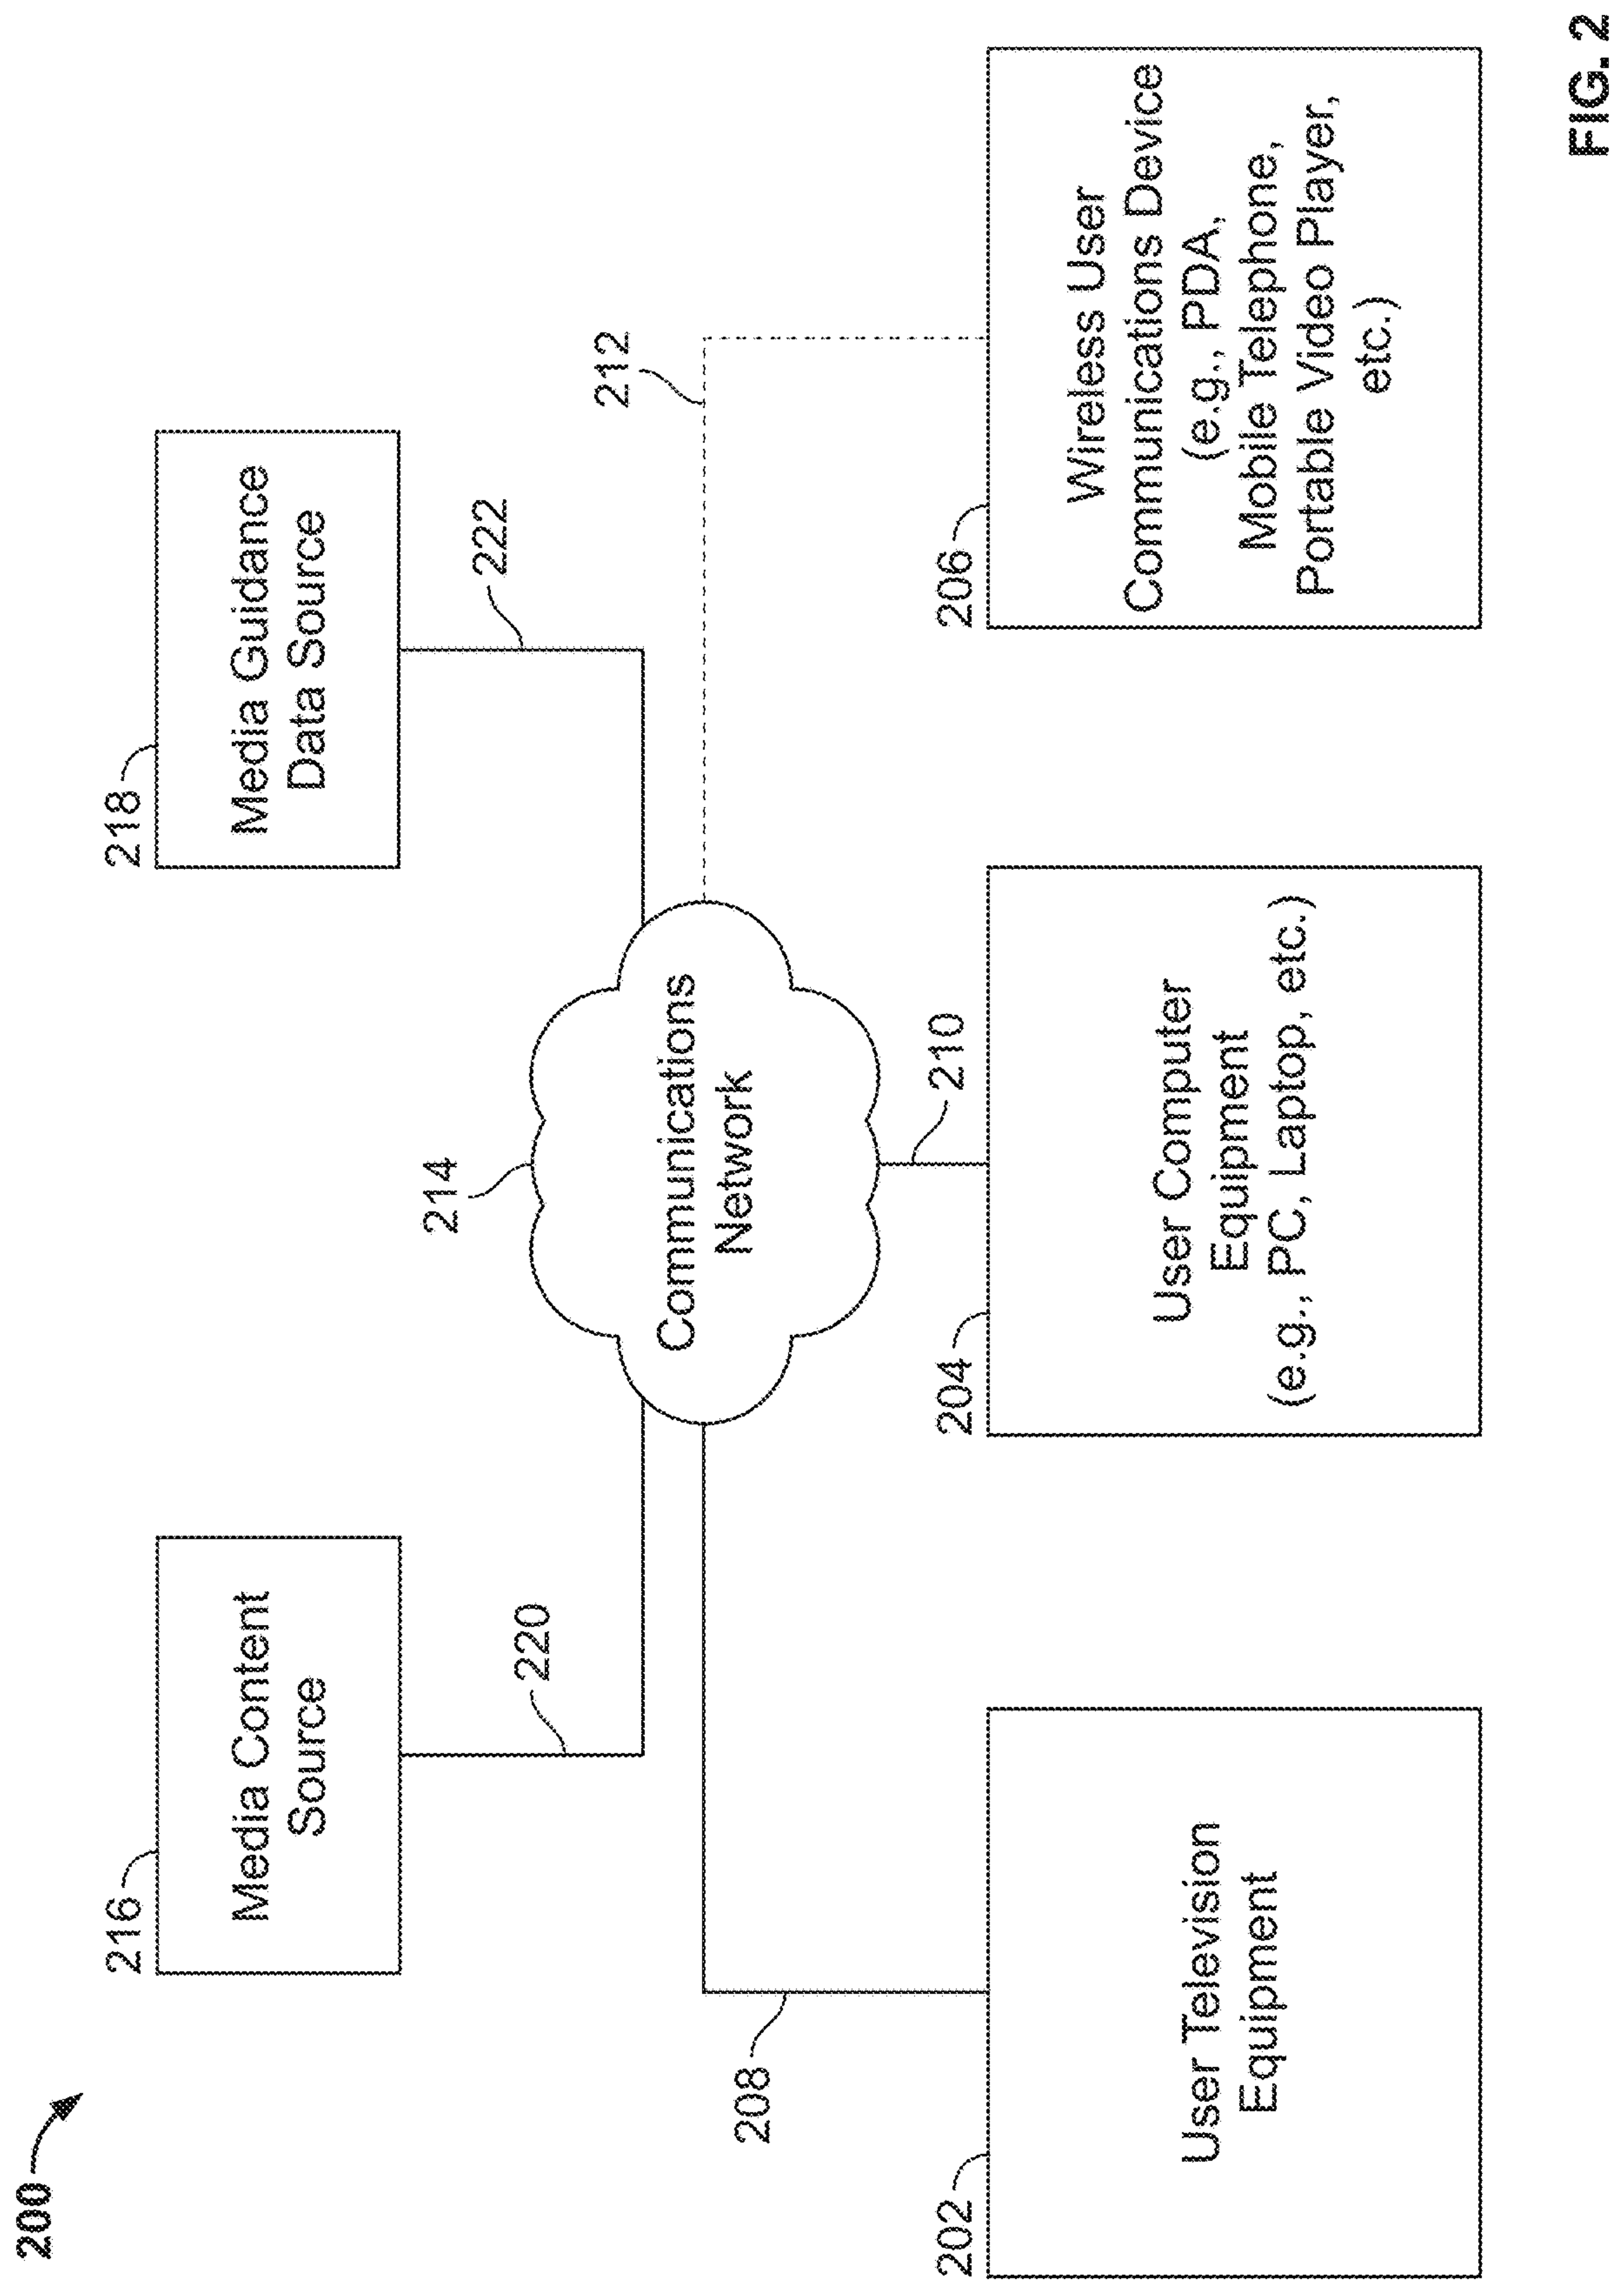 200
216
Media Content
Source
220
218
Media Guidance
Data Source
222
214
Communications
Network
208
210
212
202
User Television
Equipment
204
User Computer
Equipment
(e.g., PC, Laptop, etc.)
206
Wireless User
Communications Device
(e.g., PDA,
Mobile Telephone,
Portable Video Player,
etc.)
FIG. 2